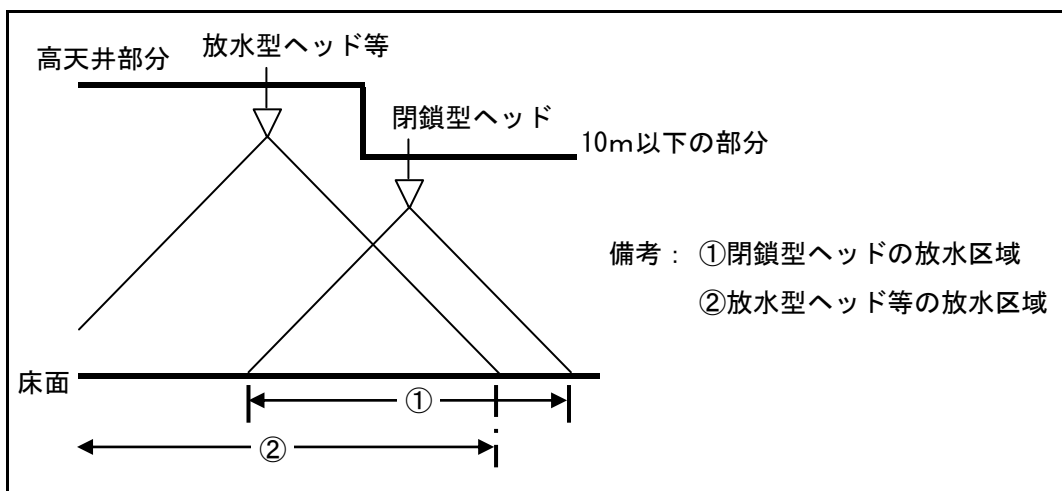 放水型ヘッド等
高天井部分
閉鎖型ヘッド
10m以下の部分
備考： ①閉鎖型ヘッドの放水区域
②放水型ヘッド等の放水区域
床面
①
②